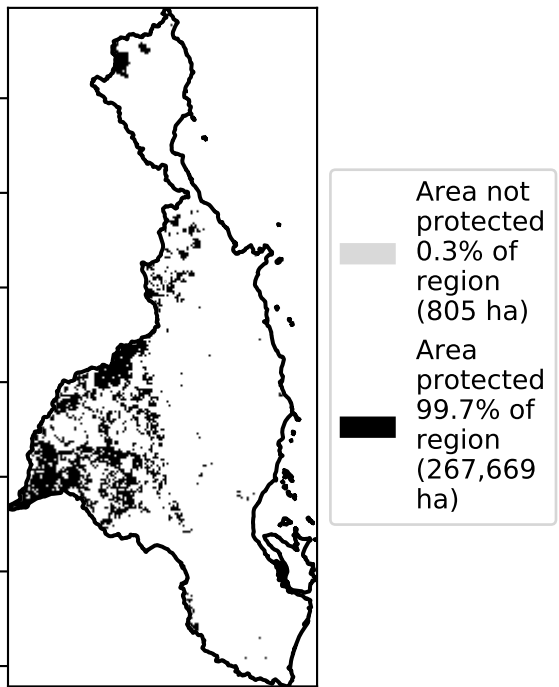 Area not
protected
0.3% of
region
(805 ha)
Area
protected
99.7% of
region
(267,669
ha)